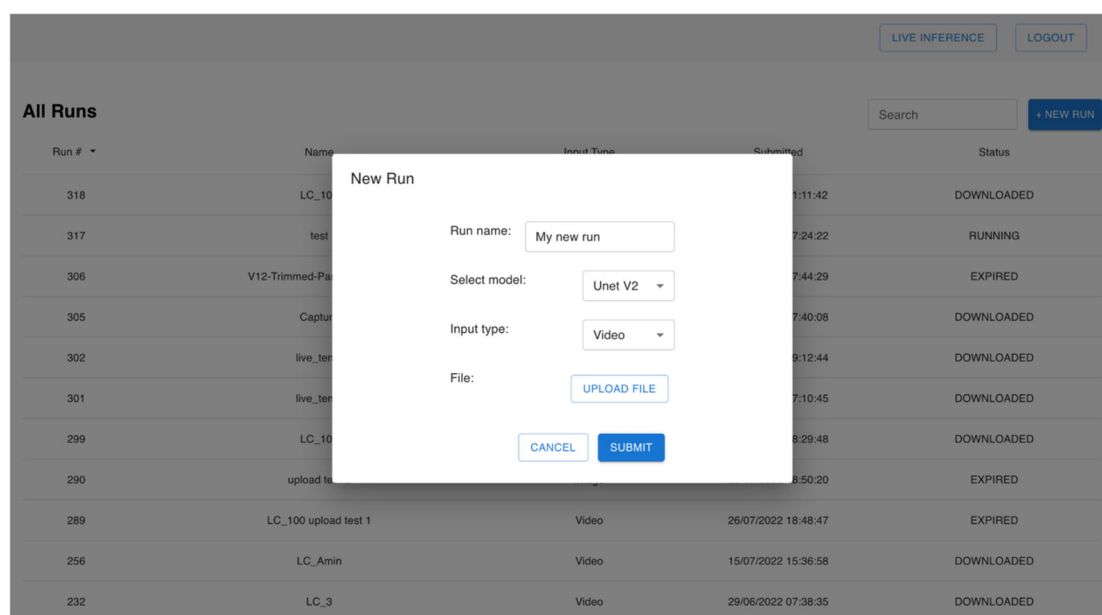 LIVE INFERENCE LOGOUT
All Runs Search + NEW RUN
Run # Name Input Type Submitted Status
New Run
318 LC_10 1:11:42 DOWNLOADED
Run name: My new run
317 test 7:24:22 RUNNING
306 V12-Trimmed-Pa 7:44:29 EXPIRED
Select model: Unet V2
305 Captur 7:40:08 DOWNLOADED
Input type: Video
302 live_ten 9:12:44 DOWNLOADED
File: UPLOAD FILE
301 live_ten 7:10:45 DOWNLOADED
299 LC_10 8:29:48 DOWNLOADED
CANCEL SUBMIT
290 upload te 8:50:20 EXPIRED
289 LC_100 upload test 1 Video 26/07/2022 18:48:47 EXPIRED
256 LC_Amin Video 15/07/2022 15:36:58 DOWNLOADED
232 LC_3 Video 29/06/2022 07:38:35 DOWNLOADED